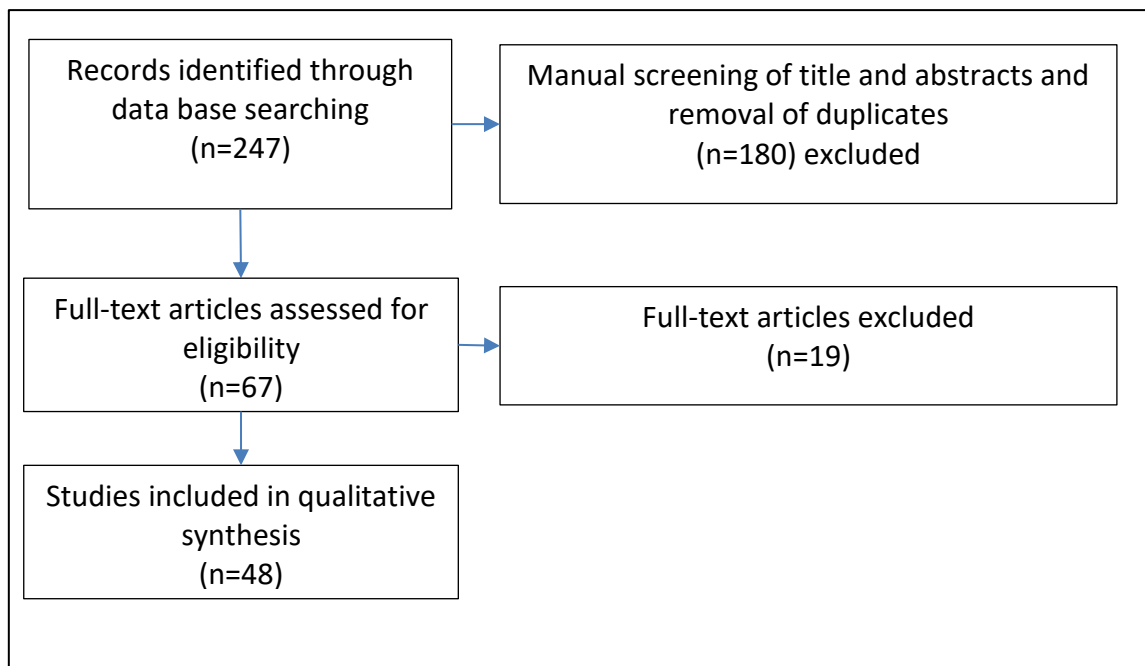 Records identified through
data base searching
(n=247)
Manual screening of title and abstracts and
removal of duplicates
(n=180) excluded
Full-text articles assessed for
eligibility
(n=67)
Full-text articles excluded
(n=19)
Studies included in qualitative
synthesis
(n=48)